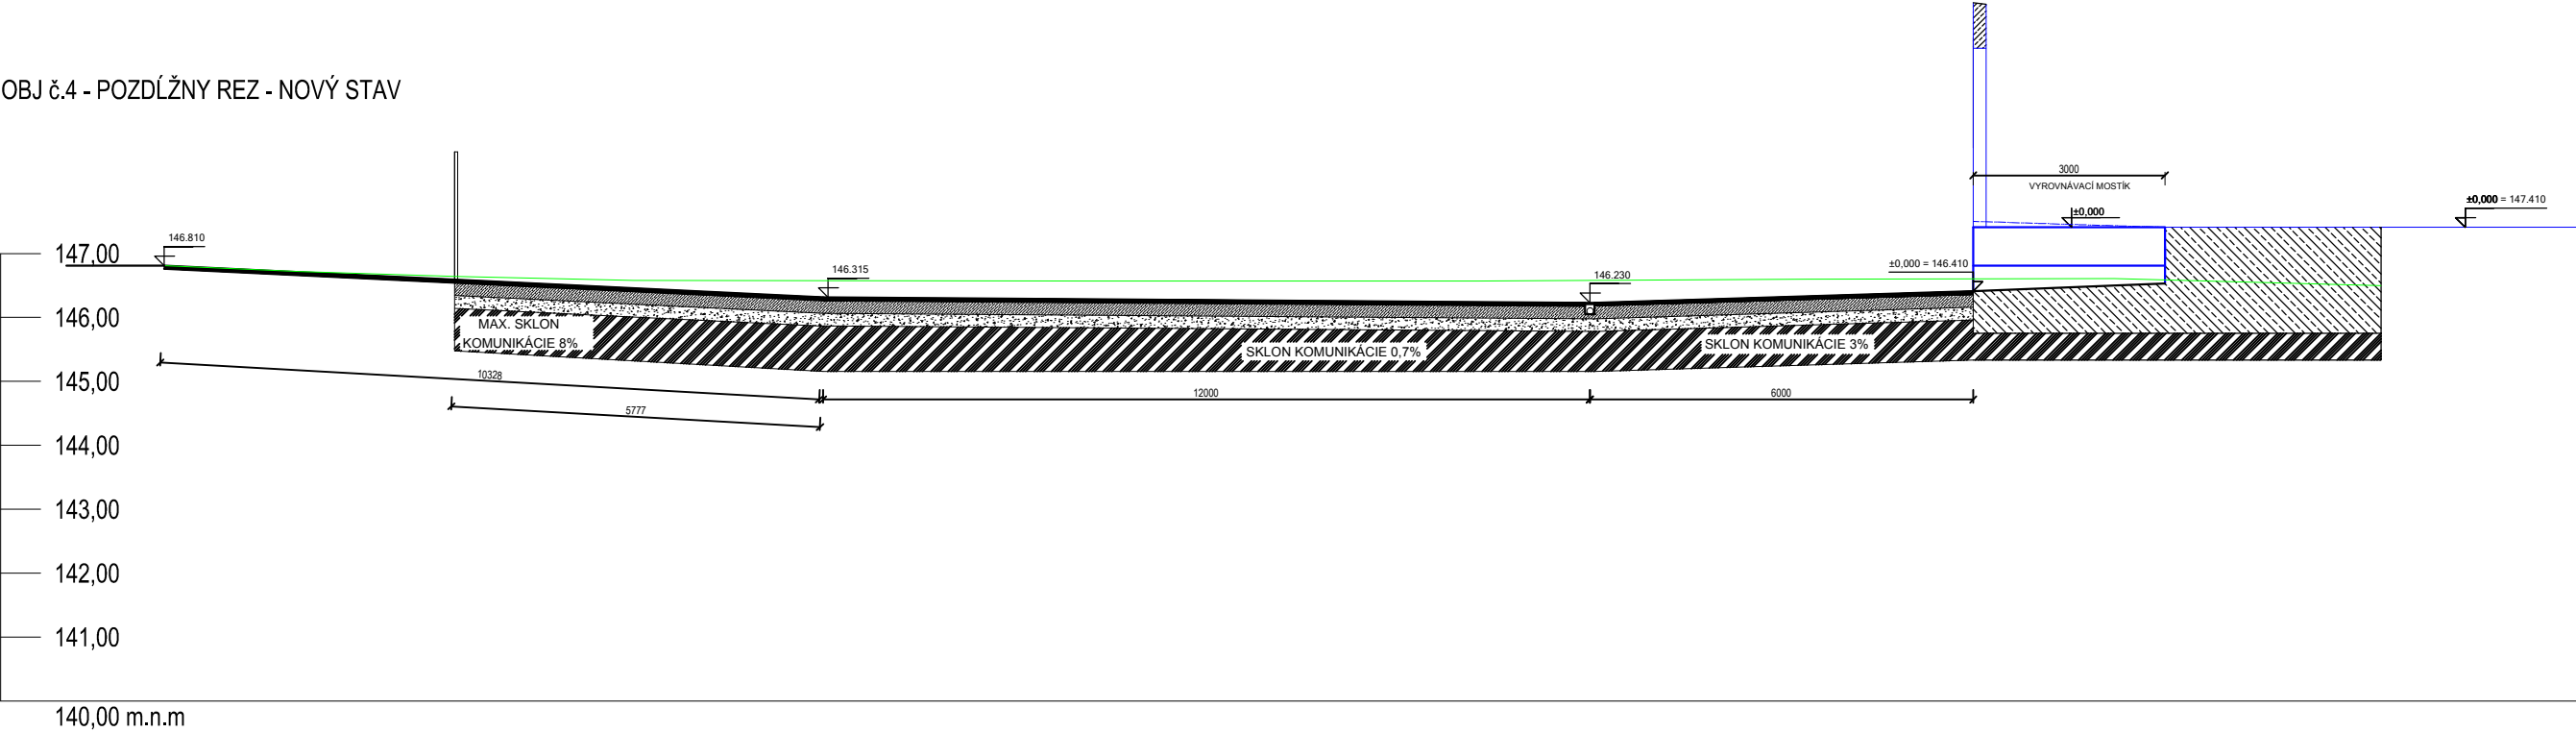 OBJ č.4 - POZDĹŽNY REZ - NOVÝ STAV
3000
VYROVNÁVACÍ MOSTÍK
±0,000 = 147.410
±0,000
146.810
147,00
146.315
146.230
±0,000 = 146.410
146,00
MAX. SKLON
KOMUNIKÁCIE 8%
SKLON KOMUNIKÁCIE 0,7%
SKLON KOMUNIKÁCIE 3%
145,00
10328
12000
6000
5777
144,00
143,00
142,00
141,00
140,00 m.n.m